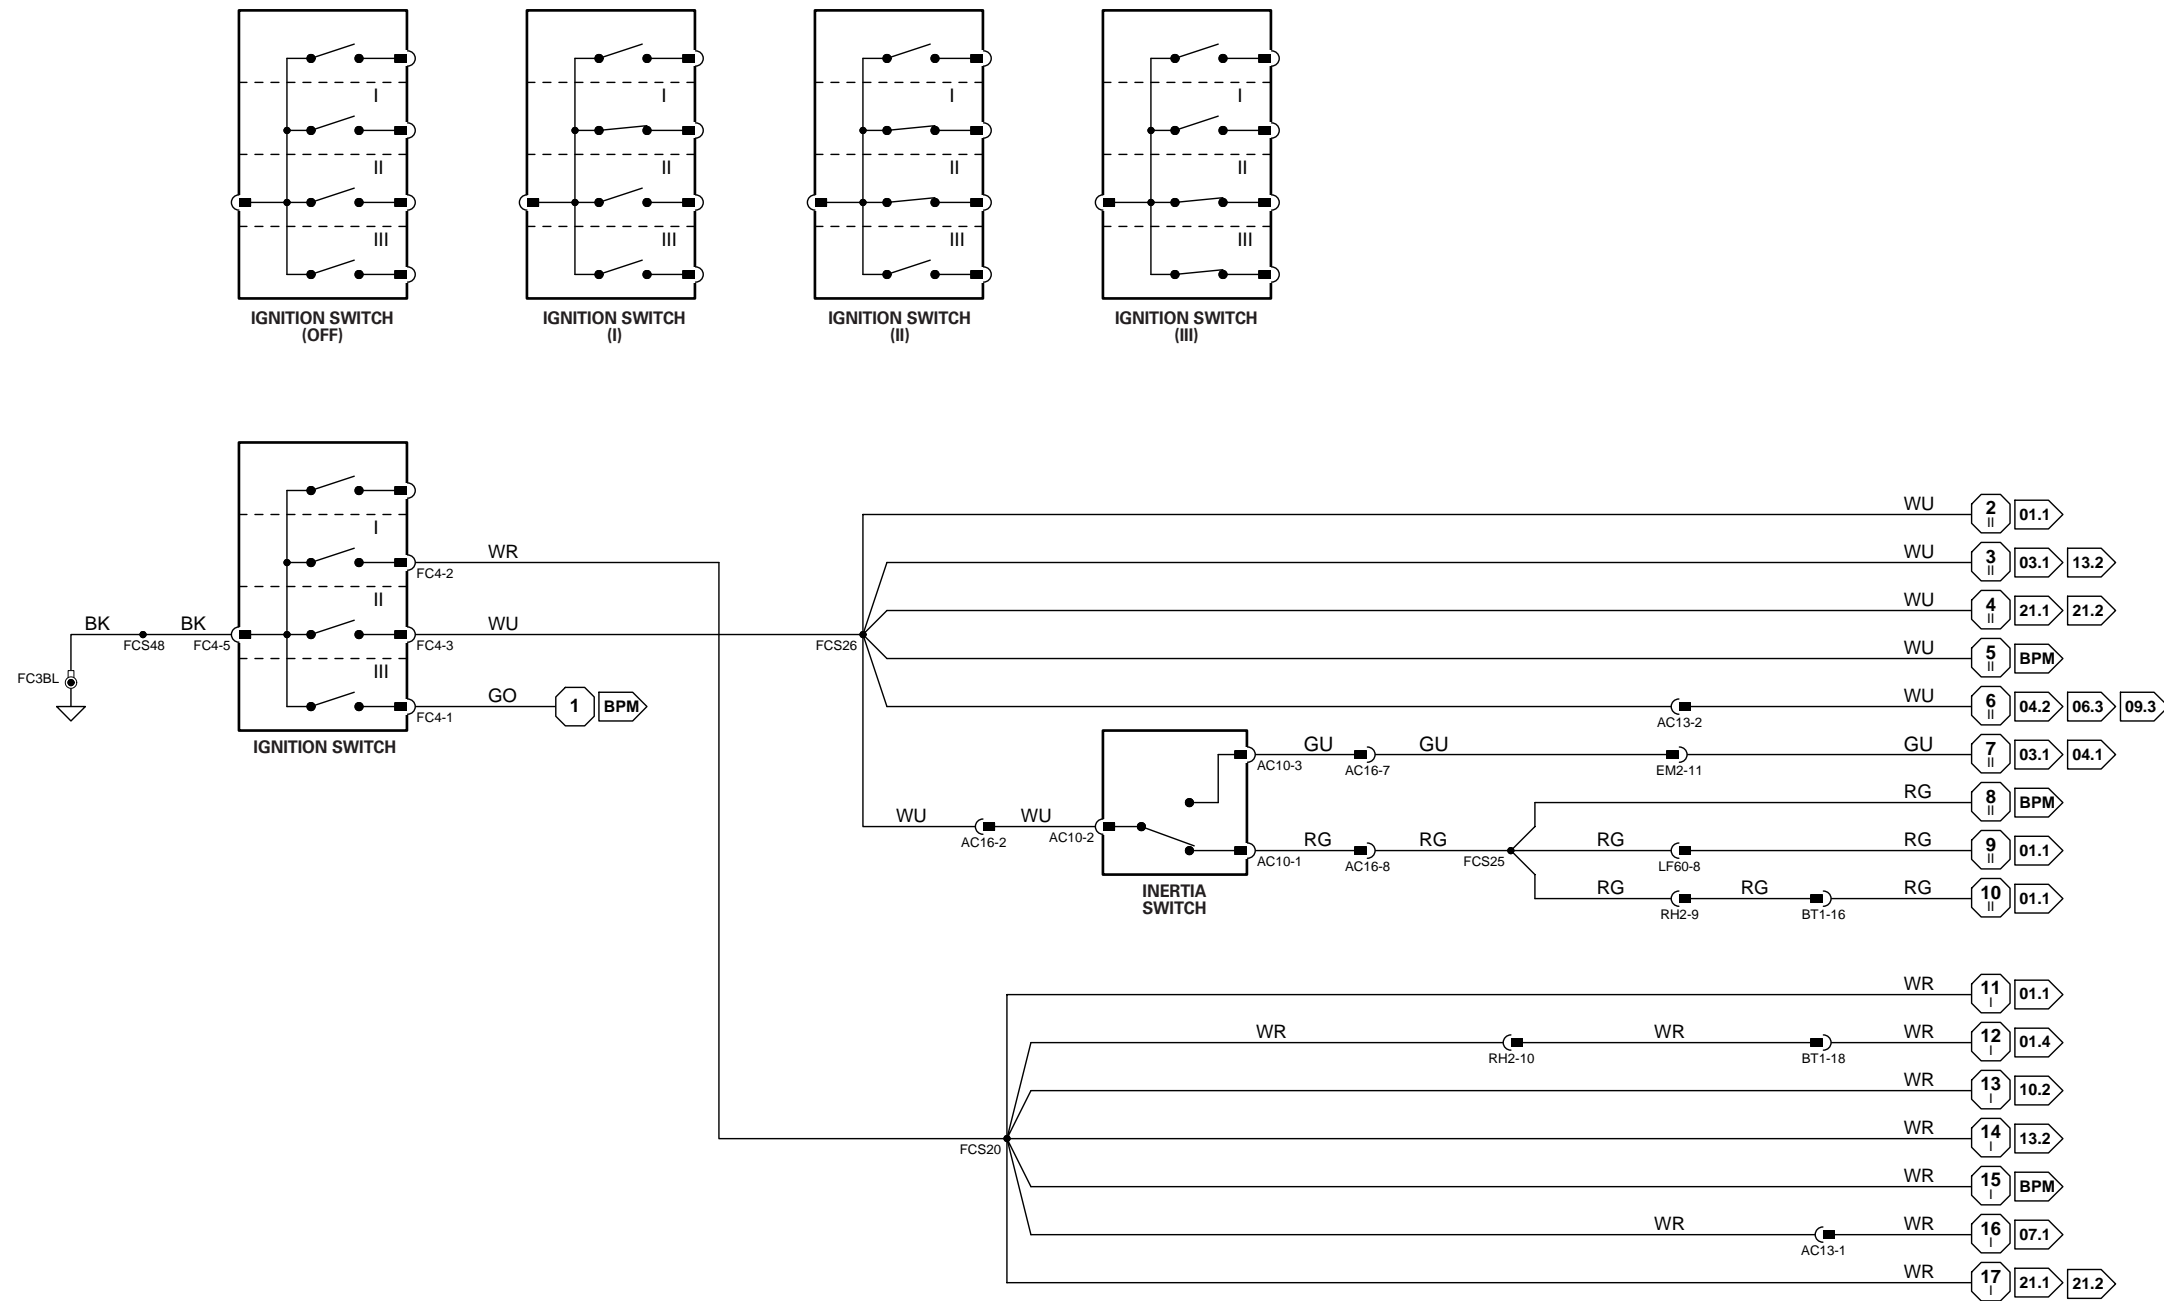 I
II
III
IGNITION SWITCH
(OFF)
I
II
III
IGNITION SWITCH
(I)
I
II
III
IGNITION SWITCH
(II)
I
II
III
IGNITION SWITCH
(III)
I
II
III
BK
FCS48
BK
FC4-5
FC3BL
FC4-2
WR
FC4-3
WU
FC4-1
GO
1
BPM
IGNITION SWITCH
FCS26
WU
2
II
01.1
WU
3
II
03.1
13.2
WU
4
II
21.1
21.2
WU
5
II
BPM
AC13-2
WU
6
II
04.2
06.3
09.3
AC10-3
GU
AC16-7
GU
EM2-11
GU
7
II
03.1
04.1
WU
AC16-2
WU
AC10-2
INERTIA
SWITCH
AC10-1
RG
AC16-8
RG
FCS25
RG
8
II
BPM
RG
LF60-8
RG
9
II
01.1
RG
RH2-9
RG
BT1-16
RG
10
II
01.1
FCS20
WR
11
I
01.1
WR
RH2-10
WR
BT1-18
WR
12
I
01.4
WR
13
I
10.2
WR
14
I
13.2
WR
15
I
BPM
WR
AC13-1
WR
16
I
07.1
WR
17
I
21.1
21.2